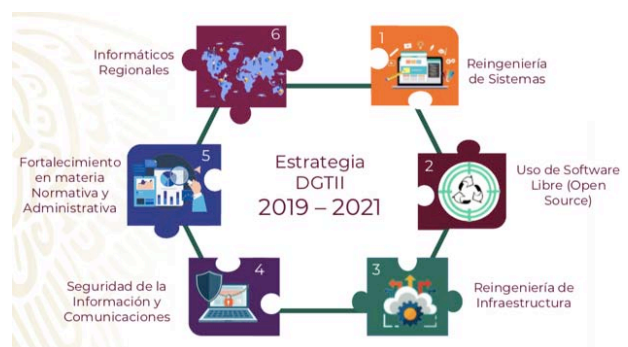 Estrategia
DGTII
2019 – 2021
1
Reingeniería
de Sistemas
2
Uso de Software
Libre (Open
Source)
3
Reingeniería de
Infraestructura
4
Seguridad de la
Información y
Comunicaciones
5
Fortalecimiento
en materia
Normativa y
Administrativa
6
Informáticos
Regionales